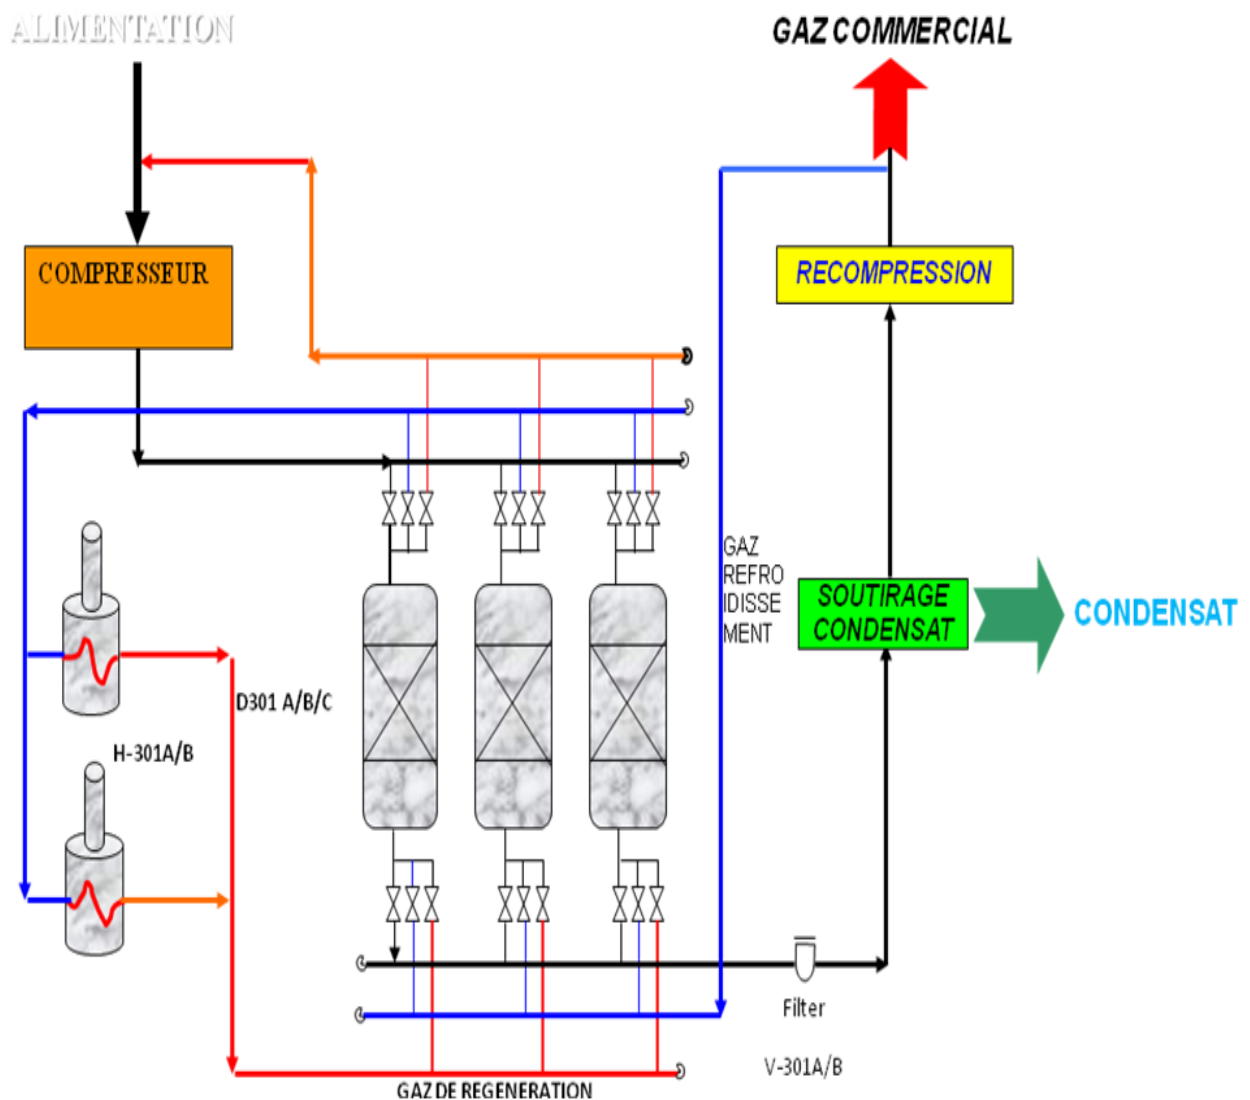 ALIMENTATION
GAZ COMMERCIAL
COMPRESSEUR
RECOMPRESSION
GAZ
REFRO
IDISSE
MENT
SOUTIRAGE
CONDENSAT
CONDENSAT
D301 A/B/C
H-301A/B
Filter
V-301A/B
GAZ DE REGENERATION